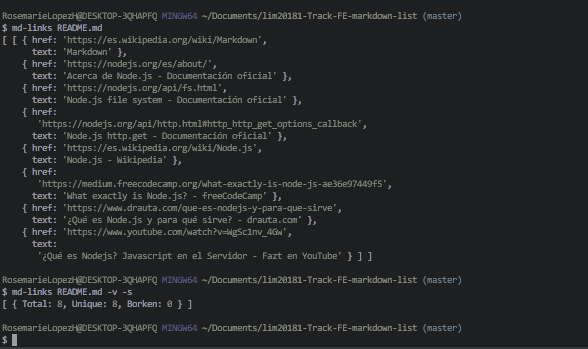 RosemarieLopezH@DESKTOP-3QHAPFQ MINGW64 ~/Documents/lim20181-Track-FE-markdown-list (master)
$ md-links README.md
[ [ { href: 'https://es.wikipedia.org/wiki/Markdown',
text: 'Markdown' },
{ href: 'https://nodejs.org/es/about/',
text: 'Acerca de Node.js - Documentación oficial' },
{ href: 'https://nodejs.org/api/fs.html',
text: 'Node.js file system - Documentación oficial' },
{ href:
'https://nodejs.org/api/http.html#http_http_get_options_callback',
text: 'Node.js http.get - Documentación oficial' },
{ href: 'https://es.wikipedia.org/wiki/Node.js',
text: 'Node.js - Wikipedia' },
{ href:
'https://medium.freecodecamp.org/what-exactly-is-node-js-ae36e97449f5',
text: 'What exactly is Node.js? - freeCodeCamp' },
{ href: 'https://www.drauta.com/que-es-nodejs-y-para-que-sirve',
text: '¿Qué es Node.js y para qué sirve? - drauta.com' },
{ href: 'https://www.youtube.com/watch?v=WgSc1nv_4Gw',
text:
'¿Qué es Nodejs? Javascript en el Servidor - Fazt en YouTube' } ] ]
RosemarieLopezH@DESKTOP-3QHAPFQ MINGW64 ~/Documents/lim20181-Track-FE-markdown-list (master)
$ md-links README.md -v -s
[ { Total: 8, Unique: 8, Borken: 0 } ]
RosemarieLopezH@DESKTOP-3QHAPFQ MINGW64 ~/Documents/lim20181-Track-FE-markdown-list (master)
$